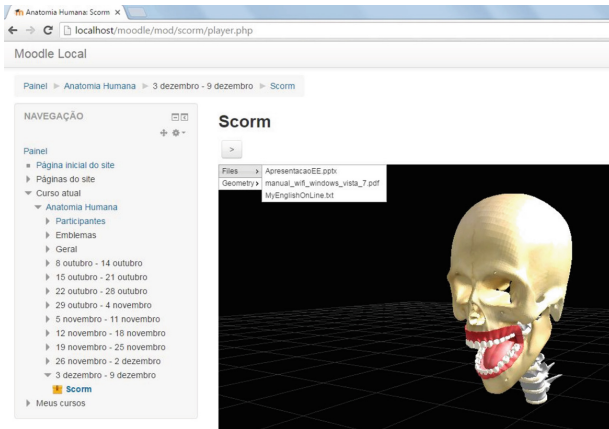 Anatomia Humana: Scorm ×
localhost/moodle/mod/scorm/player.php
Moodle Local
Painel ▶ Anatomia Humana ▶ 3 dezembro - 9 dezembro ▶ Scorm
NAVEGAÇÃO
Painel
Página inicial do site
Páginas do site
Curso atual
Anatomia Humana
Participantes
Emblemas
Geral
8 outubro - 14 outubro
15 outubro - 21 outubro
22 outubro - 28 outubro
29 outubro - 4 novembro
5 novembro - 11 novembro
12 novembro - 18 novembro
19 novembro - 25 novembro
26 novembro - 2 dezembro
3 dezembro - 9 dezembro
Scorm
Meus cursos
Scorm
>
Files > ApresentacaoEE.pptx
Geometry > manual_wifi_windows_vista_7.pdf
MyEnglishOnLine.txt